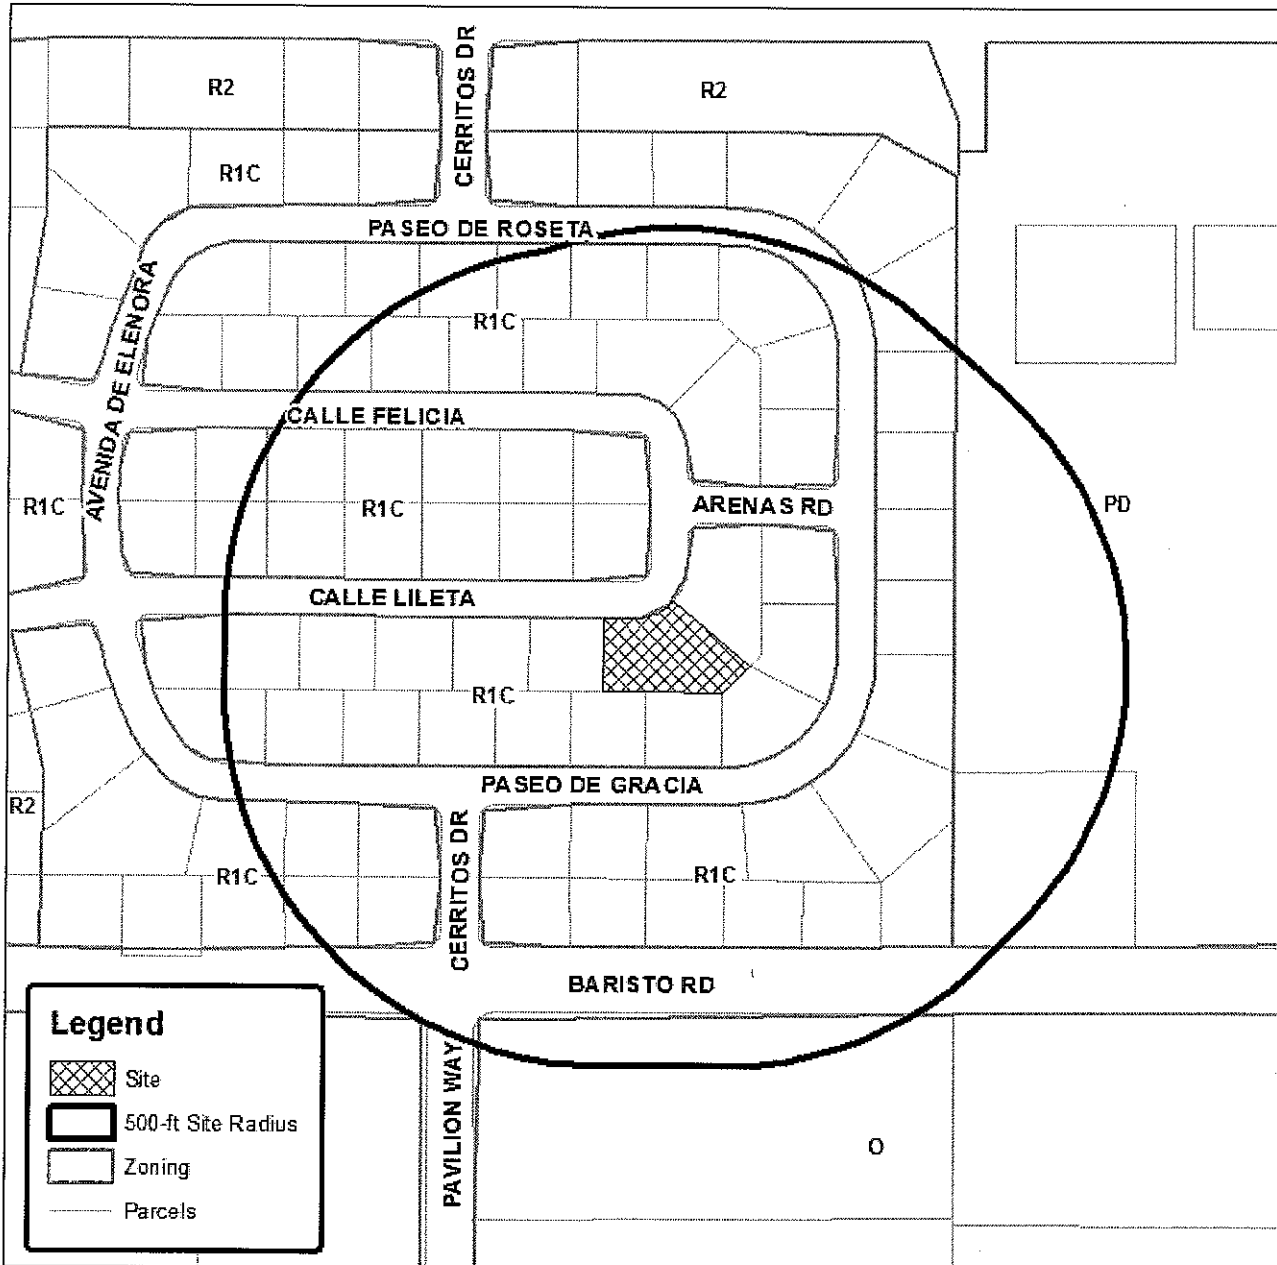 R2
CERRITOS DR
R2
R1C
PASEO DE ROSETA
AVENIDA DE ELENORA
R1C
CALLE FELICIA
R1C
R1C
ARENAS RD
PD
CALLE LILETA
R1C
PASEO DE GRACIA
R2
CERRITOS DR
R1C
R1C
BARISTO RD
PAVILION WAY
O
Legend
Site
500-ft Site Radius
Zoning
Parcels